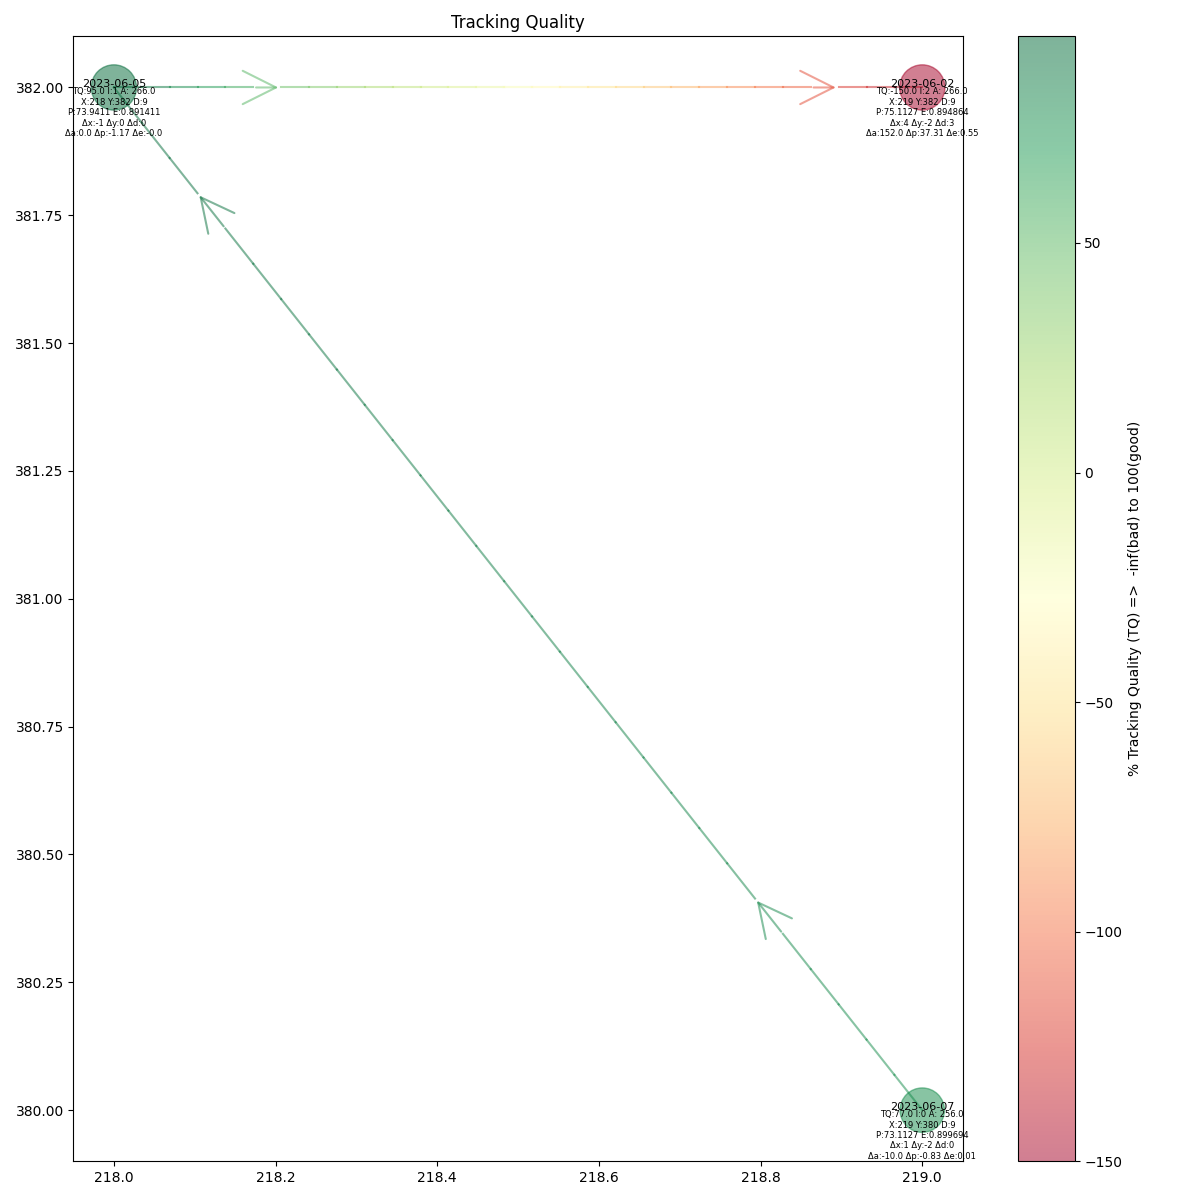 Tracking Quality
2023-06-05
TQ:95.0 I:1 A: 266.0
X:218 Y:382 D:9
P:73.9411 E:0.891411
Δx:-1 Δy:0 Δd:0
Δa:0.0 Δp:-1.17 Δe:-0.0
2023-06-02
TQ:-150.0 I:2 A: 266.0
X:219 Y:382 D:9
P:75.1127 E:0.894864
Δx:4 Δy:-2 Δd:3
Δa:152.0 Δp:37.31 Δe:0.55
2023-06-07
TQ:77.0 I:0 A: 256.0
X:219 Y:380 D:9
P:73.1127 E:0.899694
Δx:1 Δy:-2 Δd:0
Δa:-10.0 Δp:-0.83 Δe:0.01
382.00
381.75
381.50
381.25
381.00
380.75
380.50
380.25
380.00
218.0 218.2 218.4 218.6 218.8 219.0
50
0
−50
−100
−150
% Tracking Quality (TQ) => -inf(bad) to 100(good)